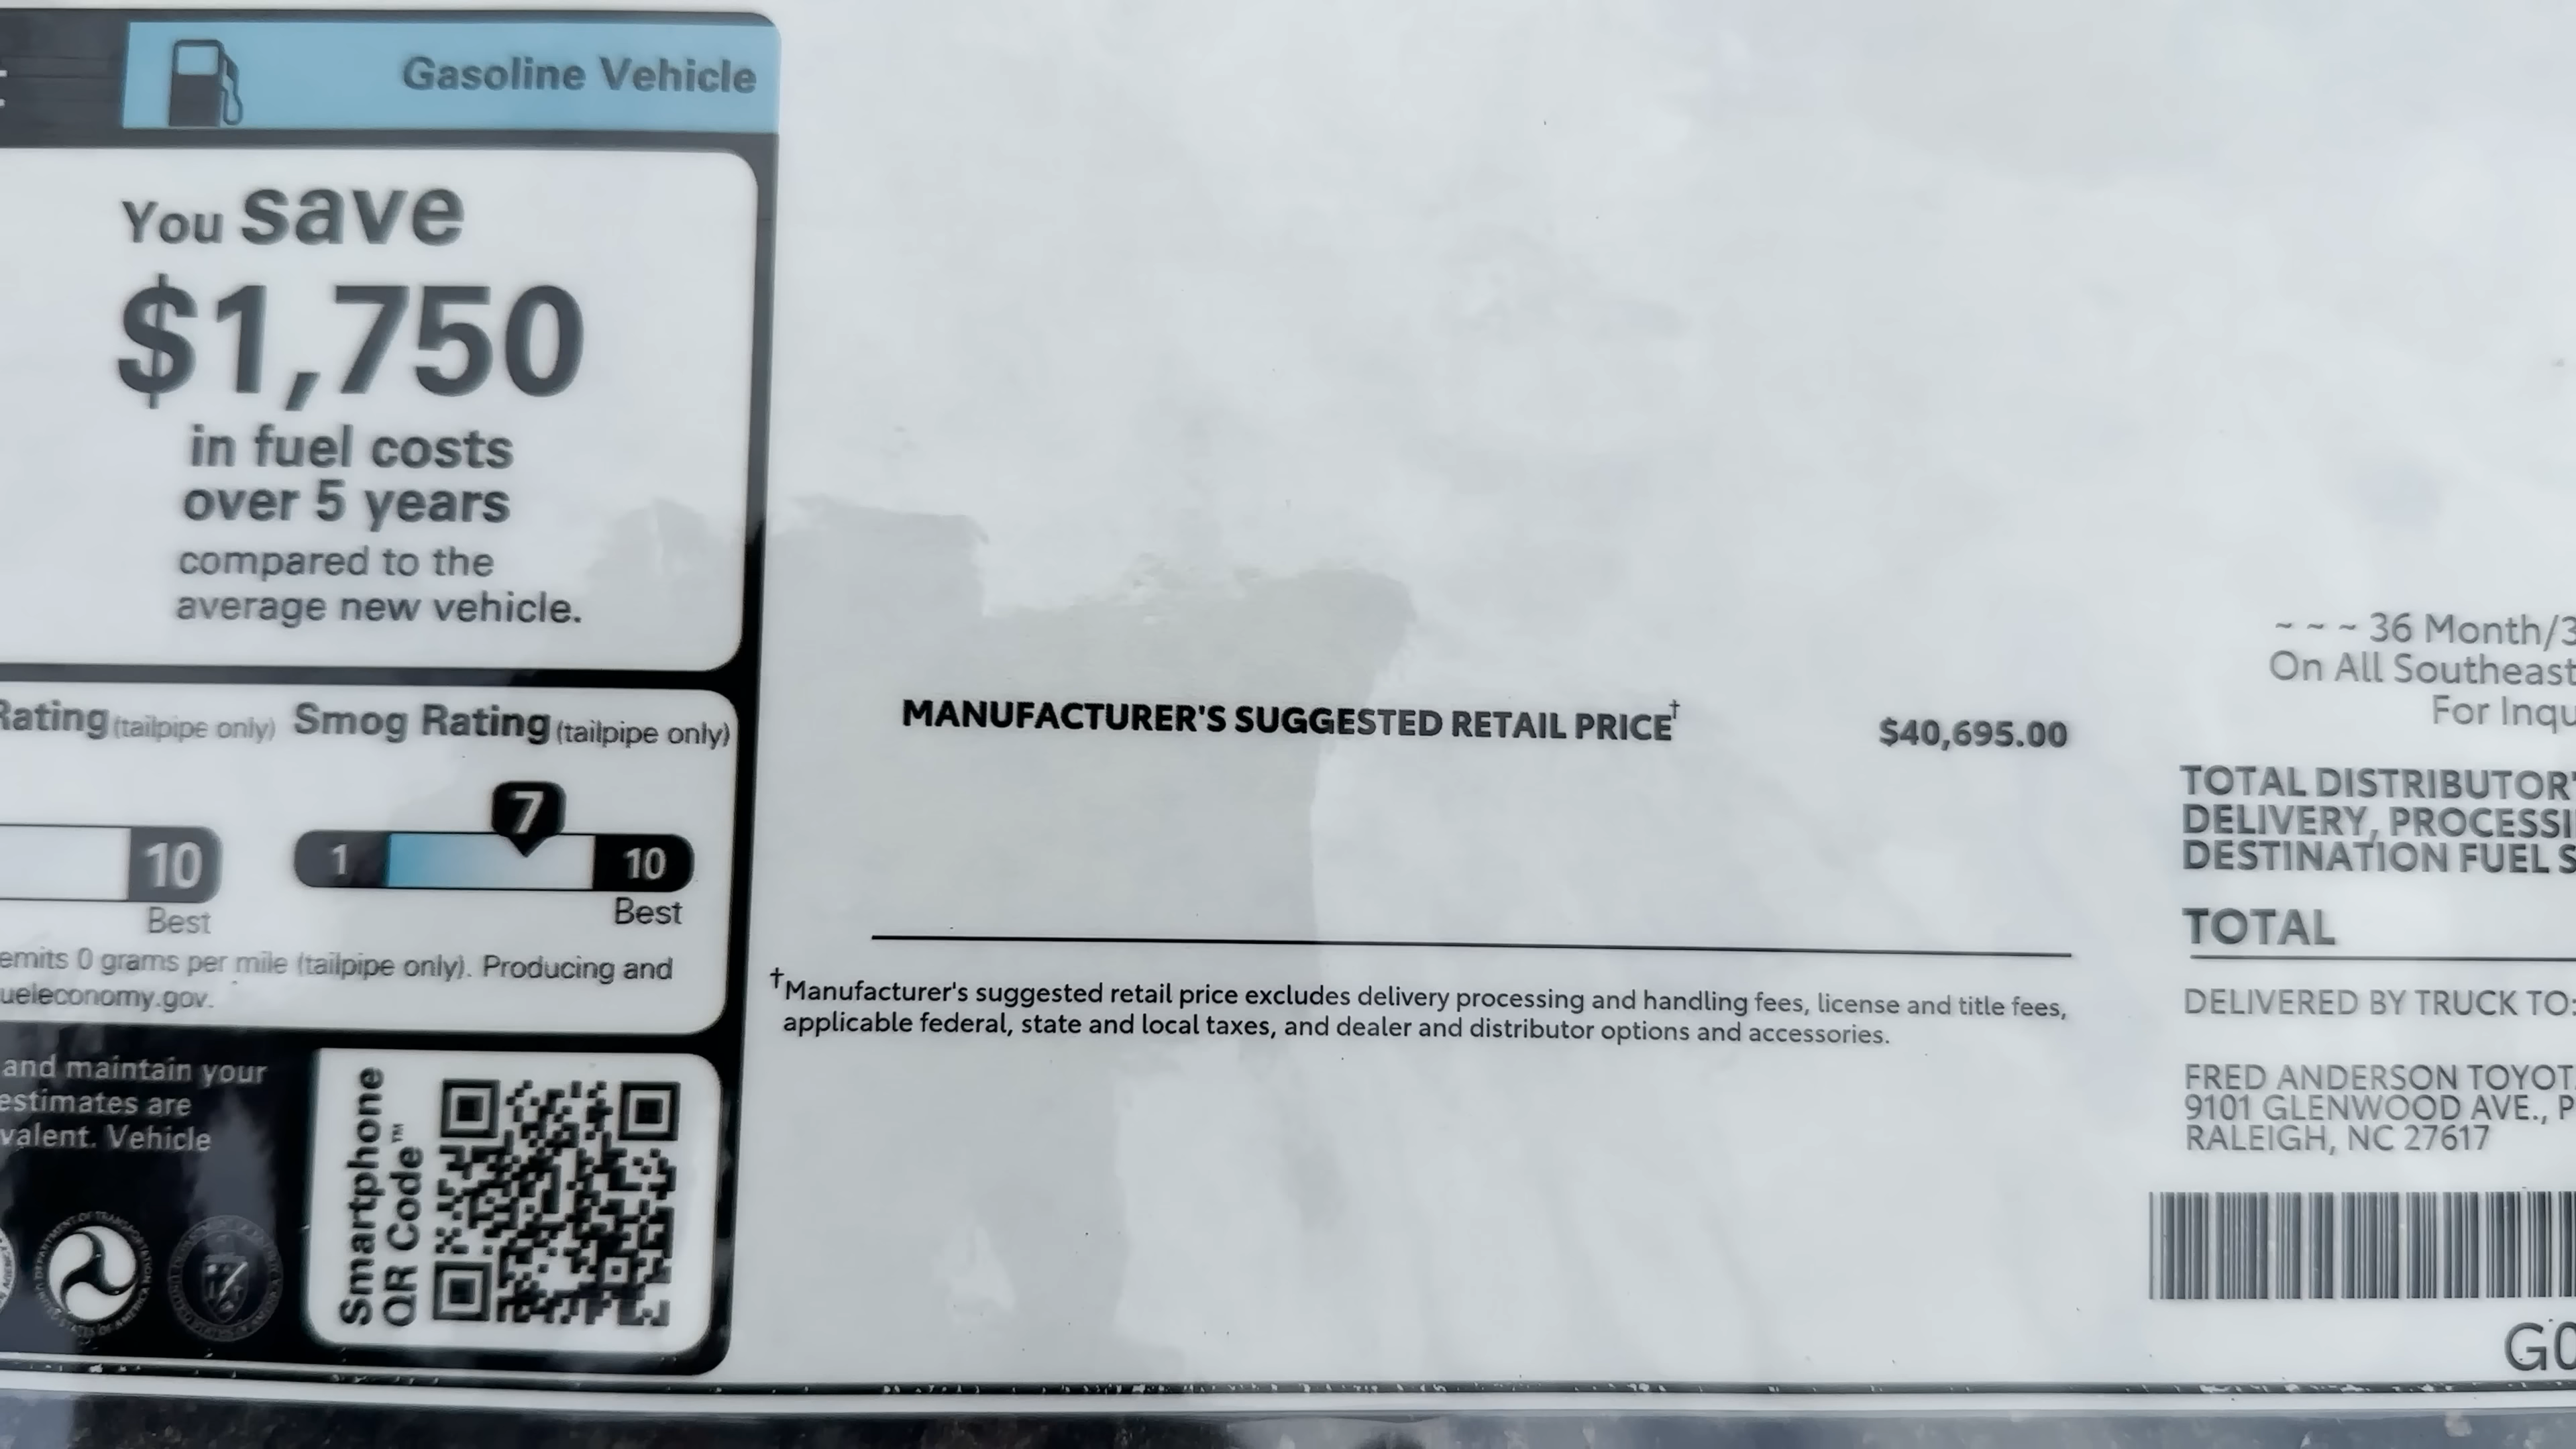 Gasoline Vehicle
You save
$1,750
in fuel costs
over 5 years
compared to the
average new vehicle.
Rating (tailpipe only) Smog Rating (tailpipe only)
7
10
1 10
Best
Best
emits 0 grams per mile (tailpipe only). Producing and
ueleconomy.gov.
and maintain your
estimates are
valent. Vehicle
Smartphone
QR Code™
MANUFACTURER'S SUGGESTED RETAIL PRICE† $40,695.00
†Manufacturer's suggested retail price excludes delivery processing and handling fees, license and title fees,
applicable federal, state and local taxes, and dealer and distributor options and accessories.
~ ~ ~ 36 Month/3
On All Southeast
For Inqu
TOTAL DISTRIBUTOR'
DELIVERY, PROCESSI
DESTINATION FUEL S
TOTAL
DELIVERED BY TRUCK TO:
FRED ANDERSON TOYOT
9101 GLENWOOD AVE., P
RALEIGH, NC 27617
G0